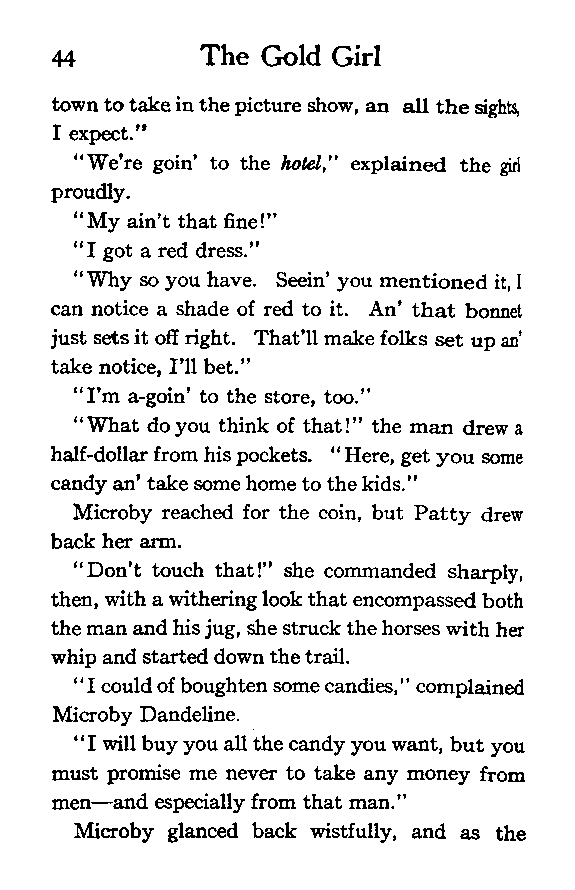 44 The Gold Girl
town to take in the picture show, an all the sights,
I expect."
"We're goin' to the hotel," explained the girl
proudly.
"My ain't that fine!"
"I got a red dress."
"Why so you have. Seein' you mentioned it, I
can notice a shade of red to it. An' that bonnet
just sets it off right. That'll make folks set up an'
take notice, I'll bet."
"I'm a-goin' to the store, too."
"What do you think of that!" the man drew a
half-dollar from his pockets. "Here, get you some
candy an' take some home to the kids."
Microby reached for the coin, but Patty drew
back her arm.
"Don't touch that!" she commanded sharply,
then, with a withering look that encompassed both
the man and his jug, she struck the horses with her
whip and started down the trail.
"I could of boughten some candies," complained
Microby Dandeline.
"I will buy you all the candy you want, but you
must promise me never to take any money from
men—and especially from that man."
Microby glanced back wistfully, and as the